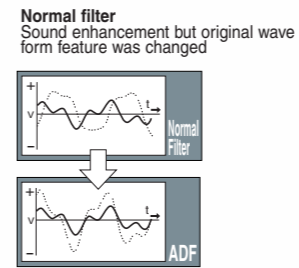 Normal filter
Sound enhancement but original wave
form feature was changed
+
v
t
−
Normal
Filter
+
v
t
−
ADF